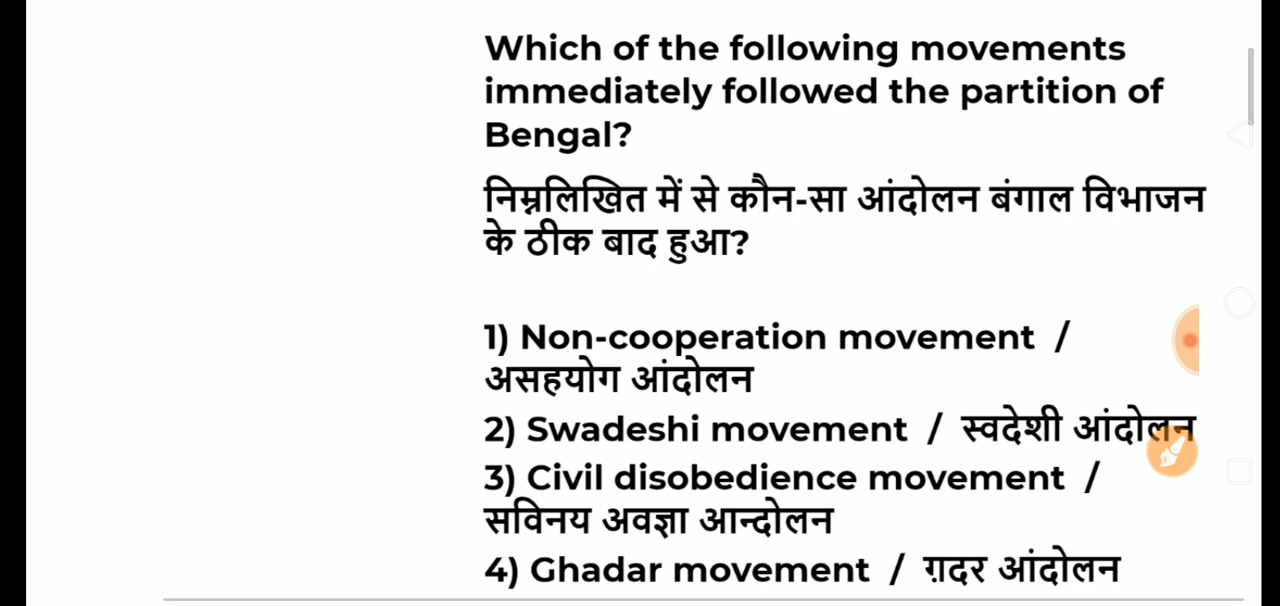 Which of the following movements
immediately followed the partition of
Bengal?
निम्नलिखित में से कौन-सा आंदोलन बंगाल विभाजन
के ठीक बाद हुआ?
1) Non-cooperation movement /
असहयोग आंदोलन
2) Swadeshi movement / स्वदेशी आंदोलन
3) Civil disobedience movement /
सविनय अवज्ञा आन्दोलन
4) Ghadar movement / ग़दर आंदोलन